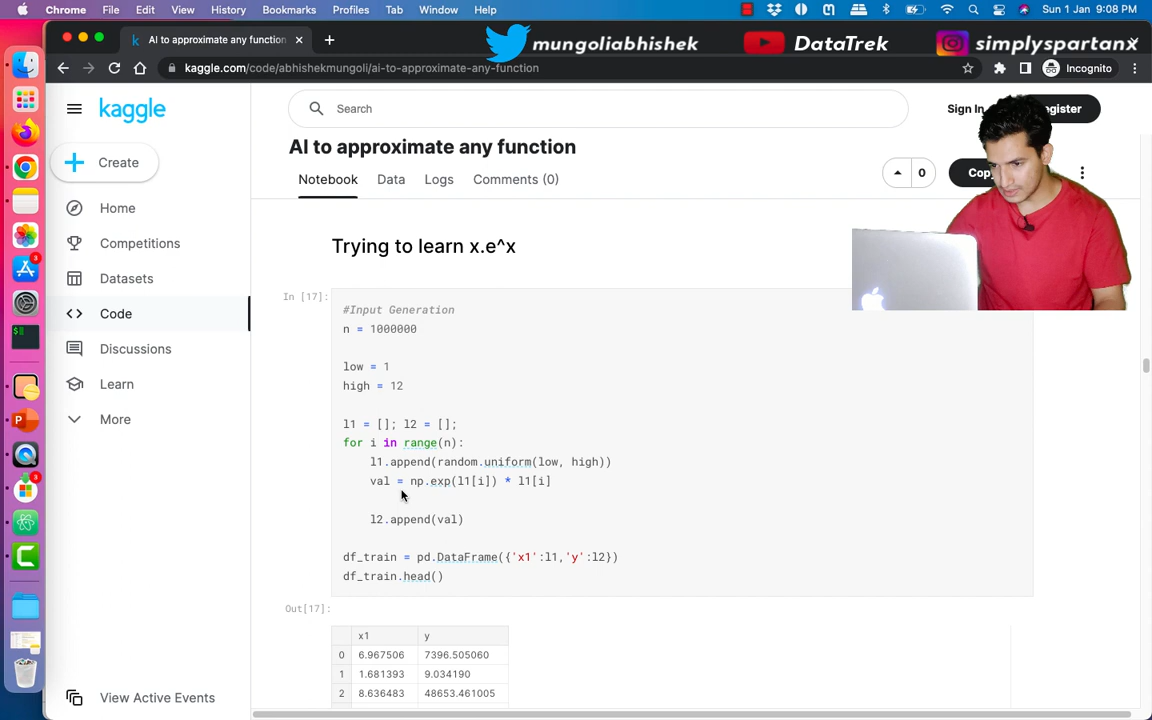 Chrome File Edit View History Bookmarks Profiles Tab Window Help Sun 1 Jan 9:08 PM
AI to approximate any function
mungoliabhishek DataTrek simplyspartanx
kaggle.com/code/abhishekmungoli/ai-to-approximate-any-function Incognito
kaggle
Search
Sign In
egister
Create
AI to approximate any function
0
Cop
Notebook Data Logs Comments (0)
Home
Competitions
Datasets
Code
Discussions
Learn
More
View Active Events
Trying to learn x.e^x
In [17]:
#Input Generation
n = 1000000
low = 1
high = 12
l1 = []; l2 = [];
for i in range(n):
l1.append(random.uniform(low, high))
val = np.exp(l1[i]) * l1[i]
l2.append(val)
df_train = pd.DataFrame({'x1':l1,'y':l2})
df_train.head()
Out[17]:
x1 y
0 6.967506 7396.505060
1 1.681393 9.034190
2 8.636483 48653.461005